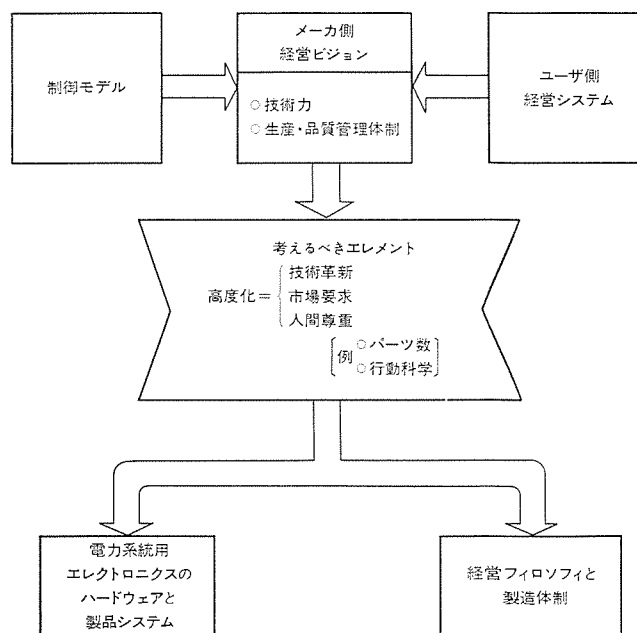 制御モデル
メーカ側
経営ビジョン
○技術力
○生産・品質管理体制
ユーザ側
経営システム
考えるべきエレメント
高度化={技術革新
市場要求
人間尊重
[例 ○パーツ数
○行動科学]
電力系統用
エレクトロニクスの
ハードウェアと
製品システム
経営フィロソフィと
製造体制